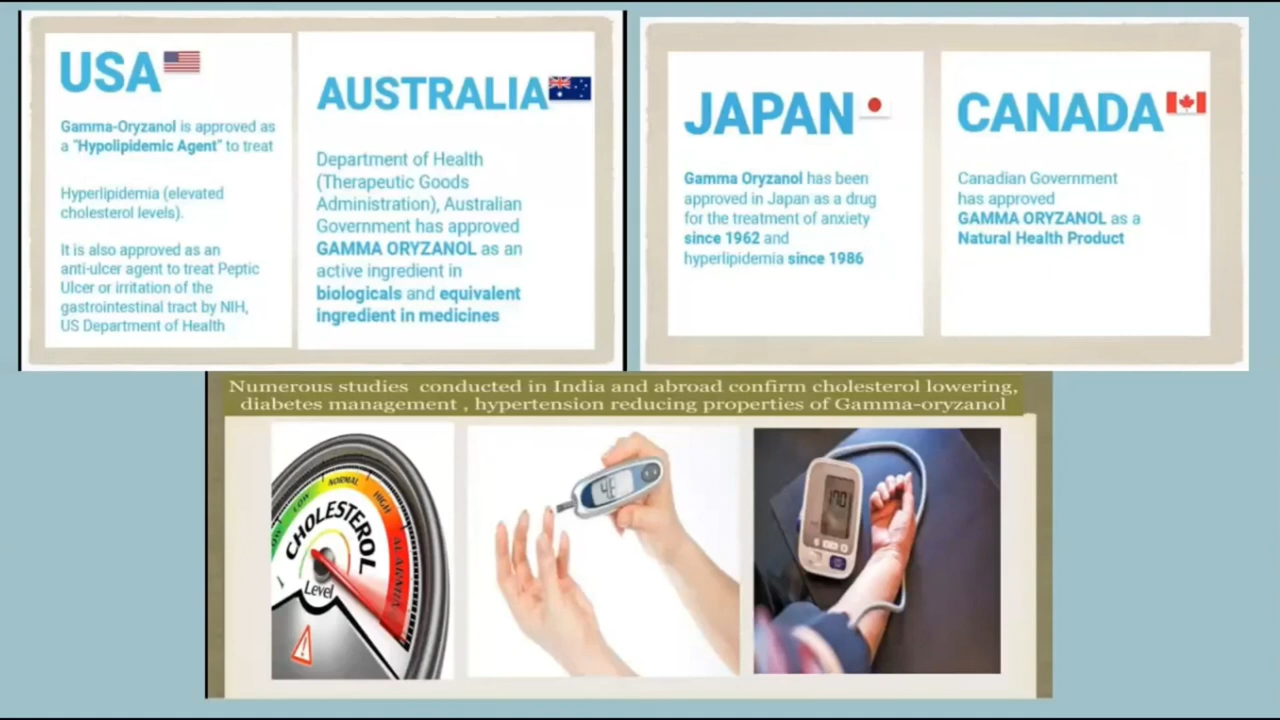 USA
Gamma-Oryzanol is approved as
a "Hypolipidemic Agent" to treat
Hyperlipidemia (elevated
cholesterol levels).
It is also approved as an
anti-ulcer agent to treat Peptic
Ulcer or irritation of the
gastrointestinal tract by NIH,
US Department of Health
AUSTRALIA
Department of Health
(Therapeutic Goods
Administration), Australian
Government has approved
GAMMA ORYZANOL as an
active ingredient in
biologicals and equivalent
ingredient in medicines
JAPAN
Gamma Oryzanol has been
approved in Japan as a drug
for the treatment of anxiety
since 1962 and
hyperlipidemia since 1986
CANADA
Canadian Government
has approved
GAMMA ORYZANOL as a
Natural Health Product
Numerous studies conducted in India and abroad confirm cholesterol lowering,
diabetes management , hypertension reducing properties of Gamma-oryzanol
LOW
NORMAL
HIGH
ALARMING
CHOLESTEROL
Level